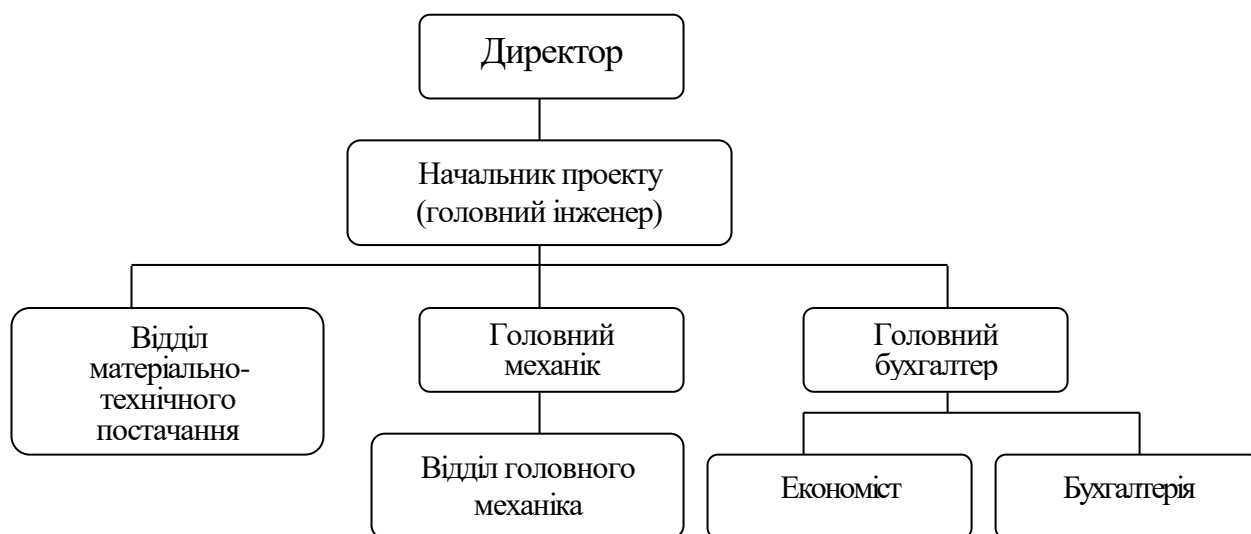 Директор
Начальник проекту
(головний інженер)
Відділ
матеріально-
технічного
постачання
Головний
механік
Головний
бухгалтер
Відділ головного
механіка
Економіст
Бухгалтерія